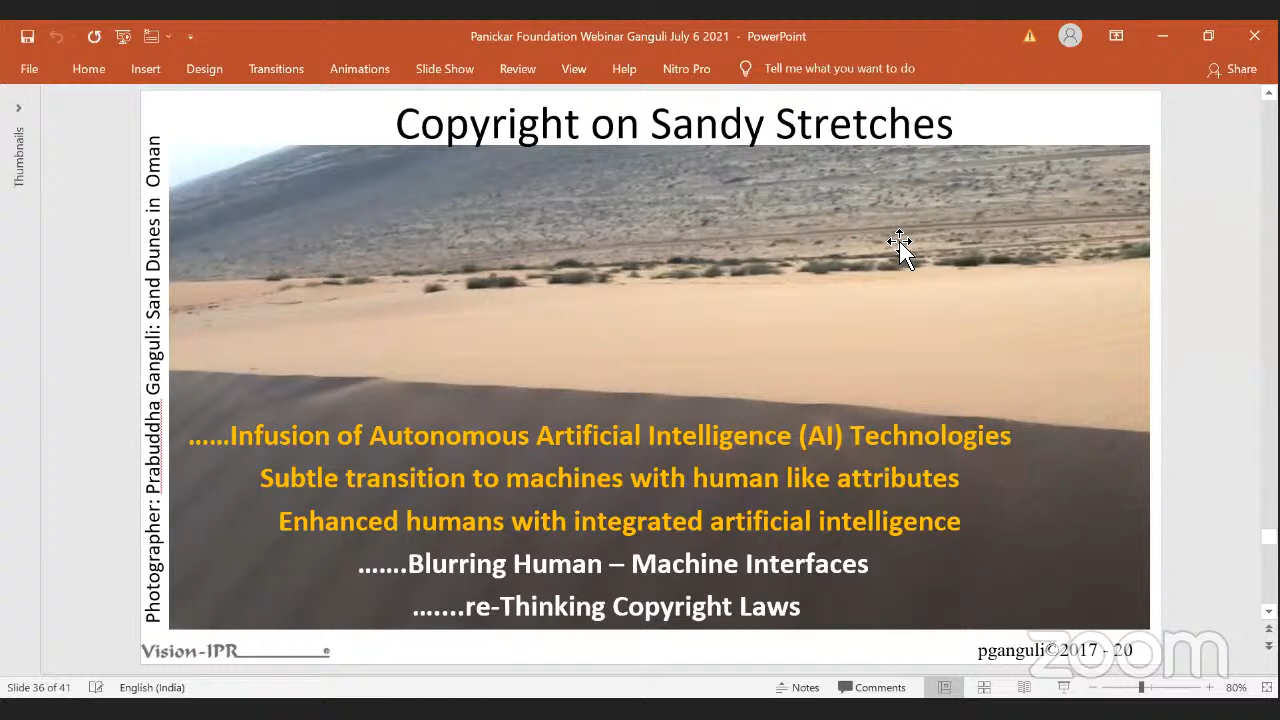 Panickar Foundation Webinar Ganguli July 6 2021 - PowerPoint
File Home Insert Design Transitions Animations Slide Show Review View Help Nitro Pro Tell me what you want to do Share
Thumbnails
Copyright on Sandy Stretches
Photographer: Prabuddha Ganguli: Sand Dunes in Oman
......Infusion of Autonomous Artificial Intelligence (AI) Technologies
Subtle transition to machines with human like attributes
Enhanced humans with integrated artificial intelligence
.......Blurring Human – Machine Interfaces
.......re-Thinking Copyright Laws
Vision-IPR ®
pganguli©2017 - 20
zoom
Slide 36 of 41 English (India) Notes Comments 80%